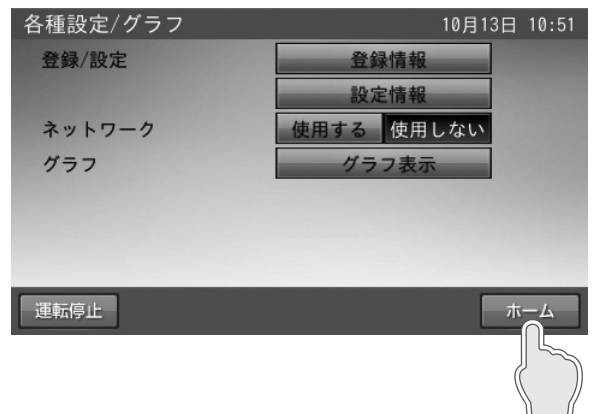 各種設定/グラフ 10月13日 10:51
登録/設定 登録情報
設定情報
ネットワーク 使用する 使用しない
グラフ グラフ表示
運転停止 ホーム